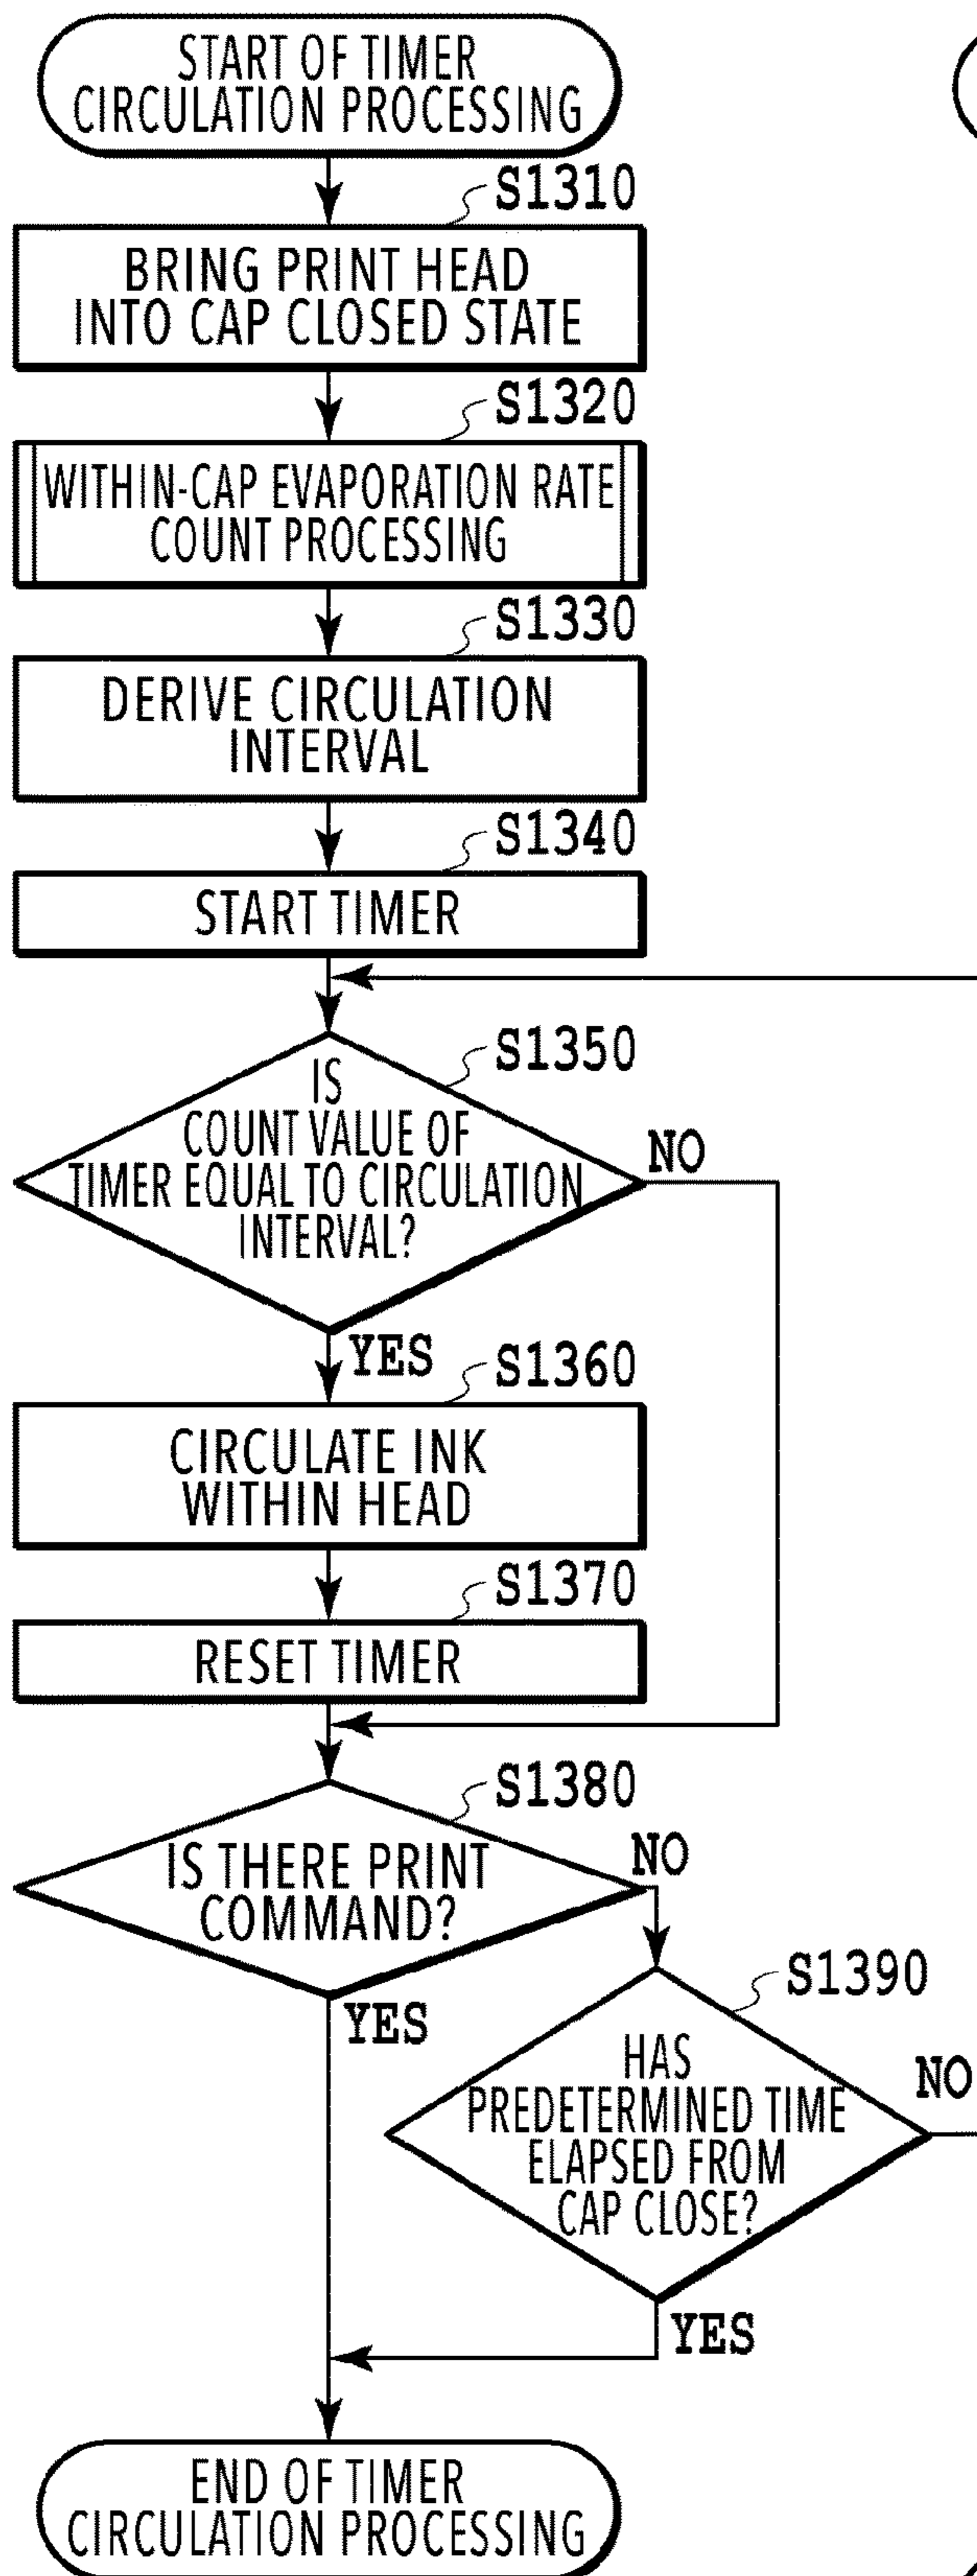 START OF TIMER
CIRCULATION PROCESSING
S1310
BRING PRINT HEAD
INTO CAP CLOSED STATE
S1320
WITHIN-CAP EVAPORATION RATE
COUNT PROCESSING
S1330
DERIVE CIRCULATION
INTERVAL
S1340
START TIMER
S1350
IS
COUNT VALUE OF
TIMER EQUAL TO CIRCULATION
INTERVAL?
NO
YES
S1360
CIRCULATE INK
WITHIN HEAD
S1370
RESET TIMER
S1380
IS THERE PRINT
COMMAND?
NO
YES
S1390
HAS
PREDETERMINED TIME
ELAPSED FROM
CAP CLOSE?
NO
YES
END OF TIMER
CIRCULATION PROCESSING